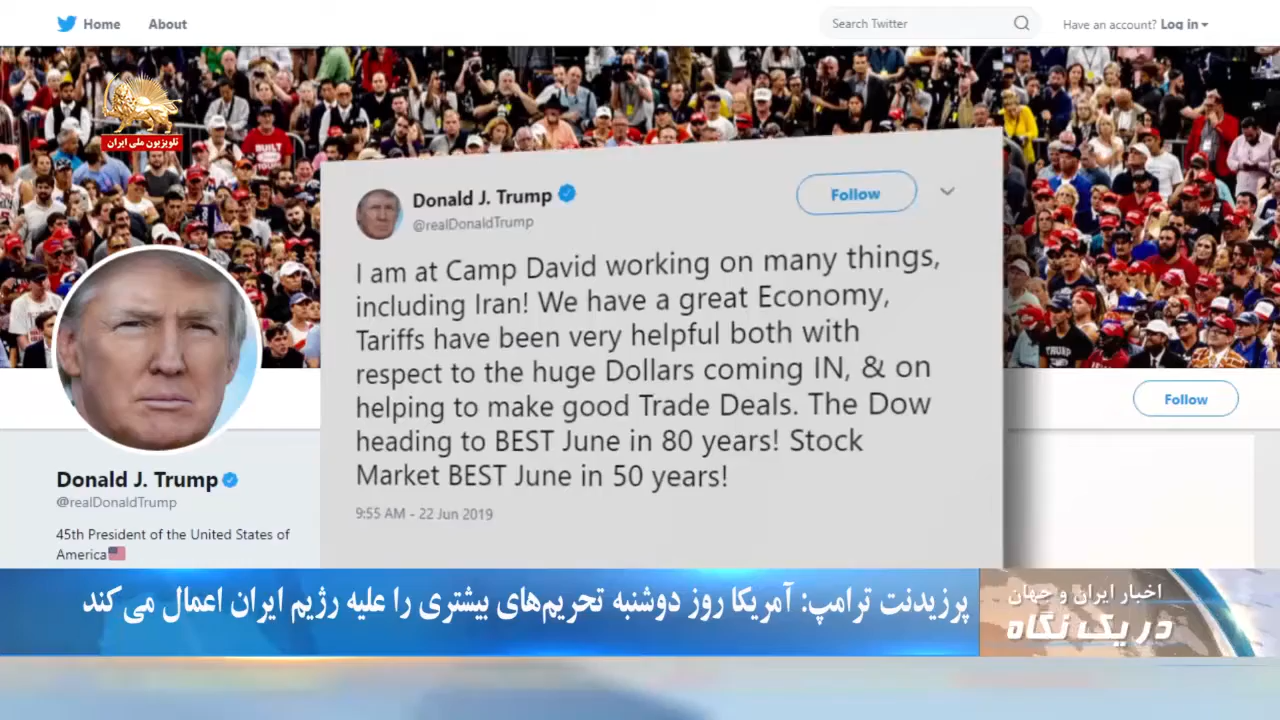 Home About
Search Twitter
Have an account? Log in
تلویزیون ملی ایران
BUILT
Donald J. Trump
@realDonaldTrump
Follow
I am at Camp David working on many things,
including Iran! We have a great Economy,
Tariffs have been very helpful both with
respect to the huge Dollars coming IN, & on
helping to make good Trade Deals. The Dow
heading to BEST June in 80 years! Stock
Market BEST June in 50 years!
9:55 AM - 22 Jun 2019
TRUMP
Follow
Donald J. Trump
@realDonaldTrump
45th President of the United States of
America
پرزیدنت ترامپ: آمریکا روز دوشنبه تحریم‌های بیشتری را علیه رژیم ایران اعمال می‌کند
اخبار ایران و جهان
در یک نگاه